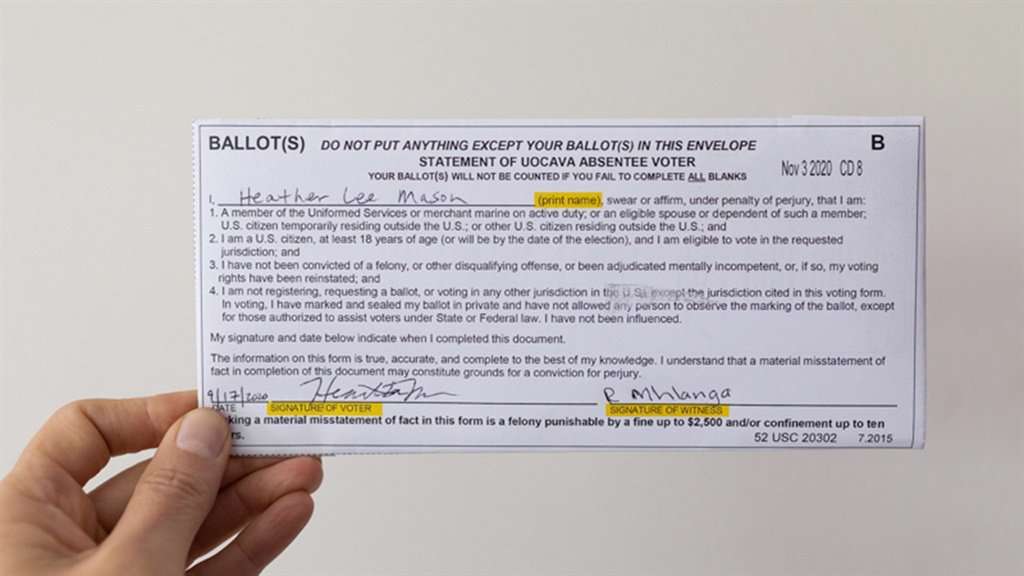 BALLOT(S) DO NOT PUT ANYTHING EXCEPT YOUR BALLOT(S) IN THIS ENVELOPE B
STATEMENT OF UOCAVA ABSENTEE VOTER
Nov 3 2020 CD 8
YOUR BALLOT(S) WILL NOT BE COUNTED IF YOU FAIL TO COMPLETE ALL BLANKS
I, Heather Lee Mason (print name), swear or affirm, under penalty of perjury, that I am:
1. A member of the Uniformed Services or merchant marine on active duty; or an eligible spouse or dependent of such a member;
U.S. citizen temporarily residing outside the U.S.; or other U.S. citizen residing outside the U.S.; and
2. I am a U.S. citizen, at least 18 years of age (or will be by the date of the election), and I am eligible to vote in the requested
jurisdiction; and
3. I have not been convicted of a felony, or other disqualifying offense, or been adjudicated mentally incompetent, or, if so, my voting
rights have been reinstated; and
4. I am not registering, requesting a ballot, or voting in any other jurisdiction in the U.S. except the jurisdiction cited in this voting form.
In voting, I have marked and sealed my ballot in private and have not allowed any person to observe the marking of the ballot, except
for those authorized to assist voters under State or Federal law. I have not been influenced.
My signature and date below indicate when I completed this document.
The information on this form is true, accurate, and complete to the best of my knowledge. I understand that a material misstatement of
fact in completion of this document may constitute grounds for a conviction for perjury.
9/17/2020 R Mhlanga
DATE SIGNATURE OF VOTER SIGNATURE OF WITNESS
king a material misstatement of fact in this form is a felony punishable by a fine up to $2,500 and/or confinement up to ten
rs. 52 USC 20302 7.2015